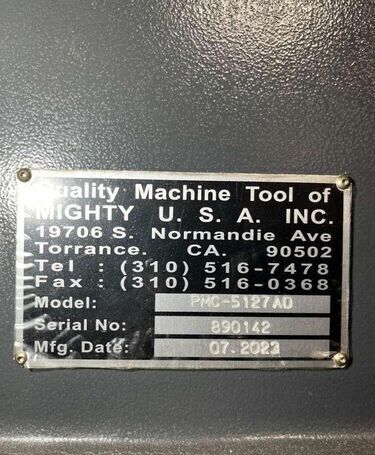 Quality Machine Tool of
MIGHTY U. S. A. INC.
19706 S. Normandie Ave
Torrance. CA. 90502
Tel : (310) 516-7478
Fax : (310) 516-0368
Model: PMC-5127AD
Serial No: 890142
Mfg. Date: 07.2023